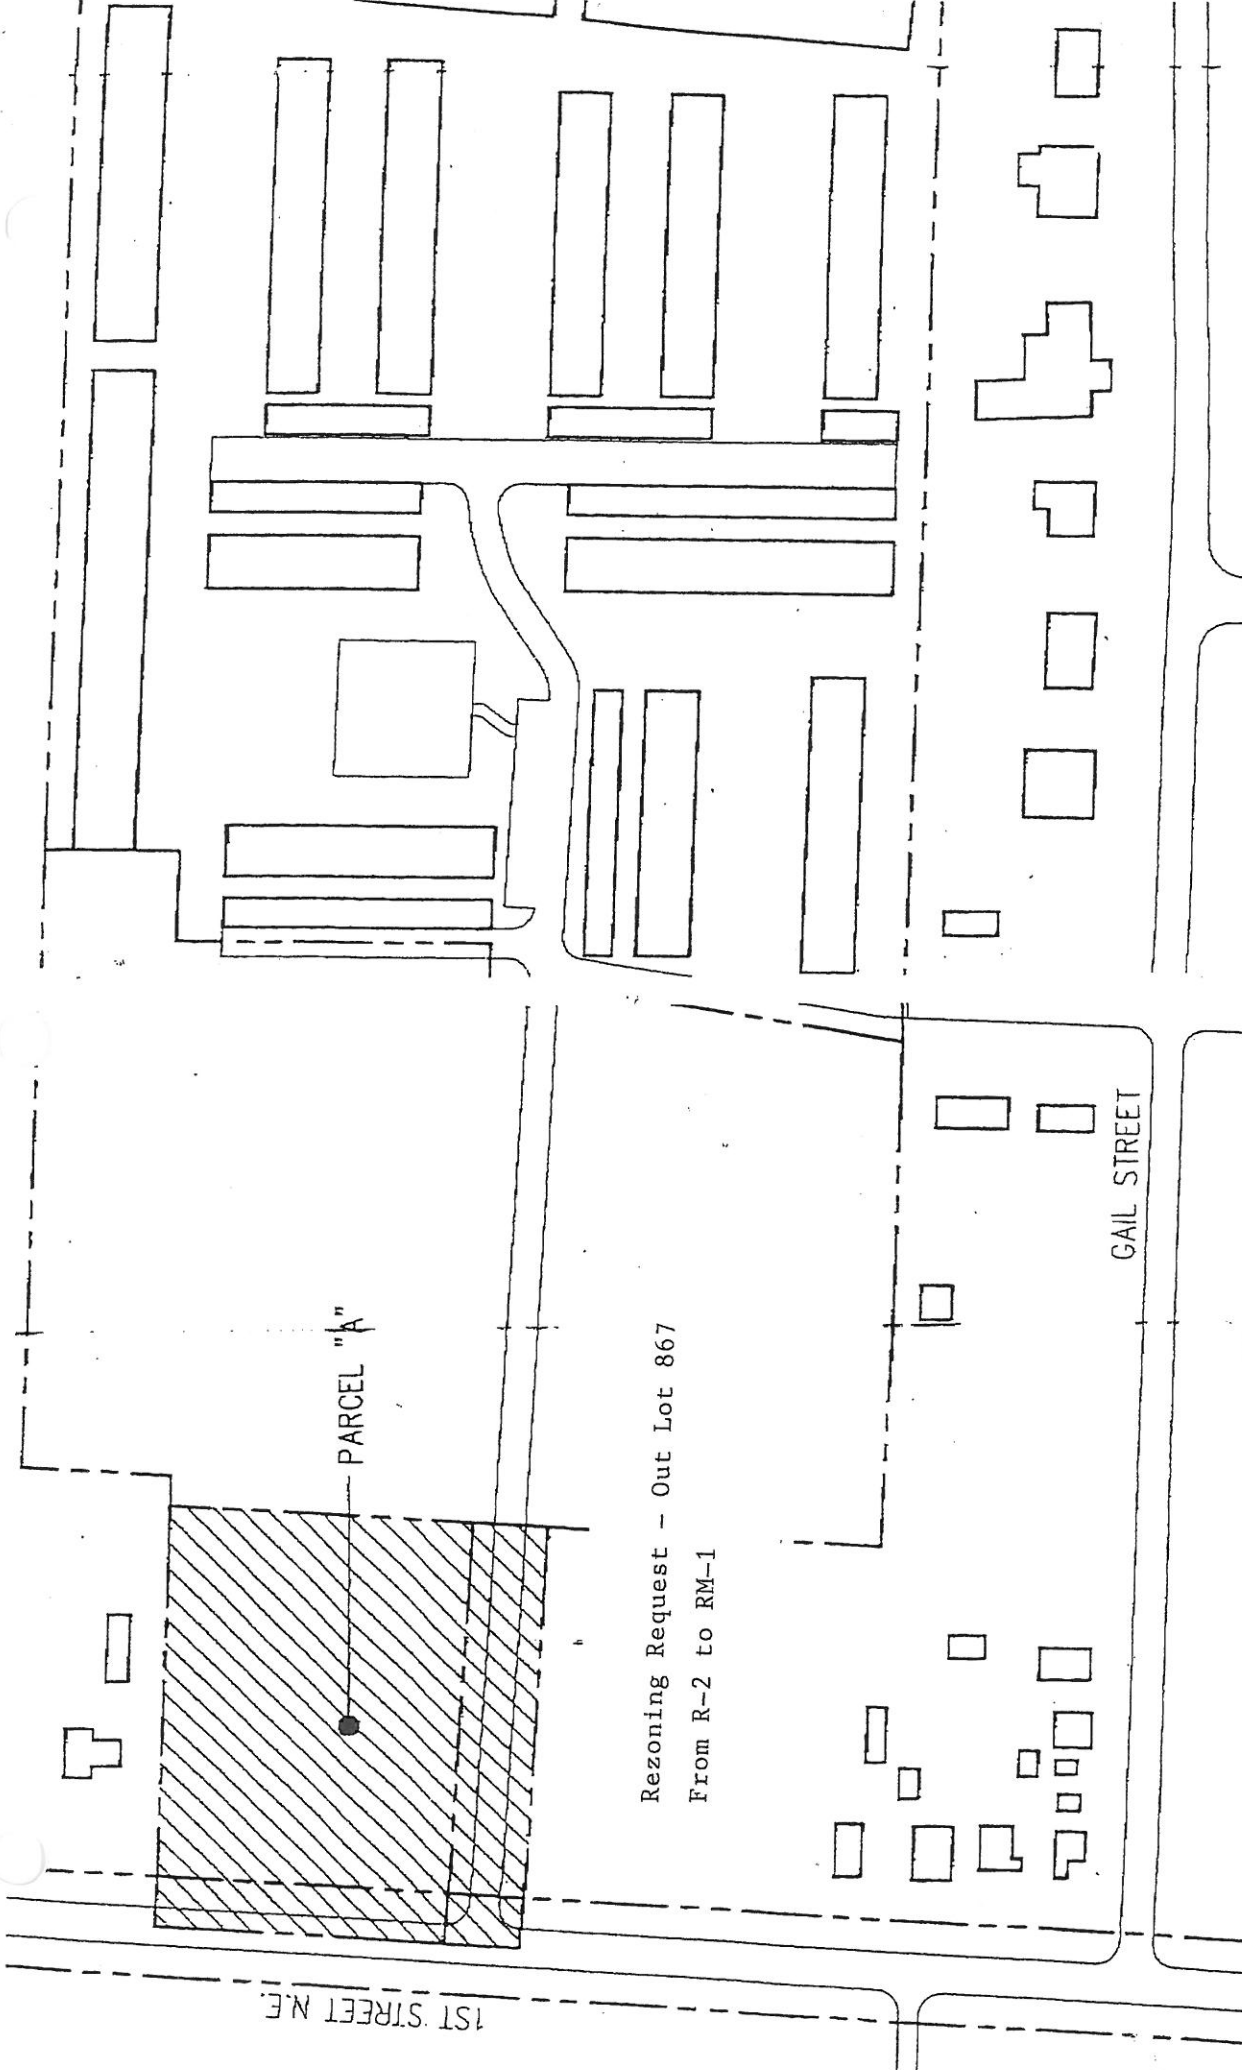 PARCEL "A"
Rezoning Request - Out Lot 867
From R-2 to RM-1
GAIL STREET
1ST STREET N.E.